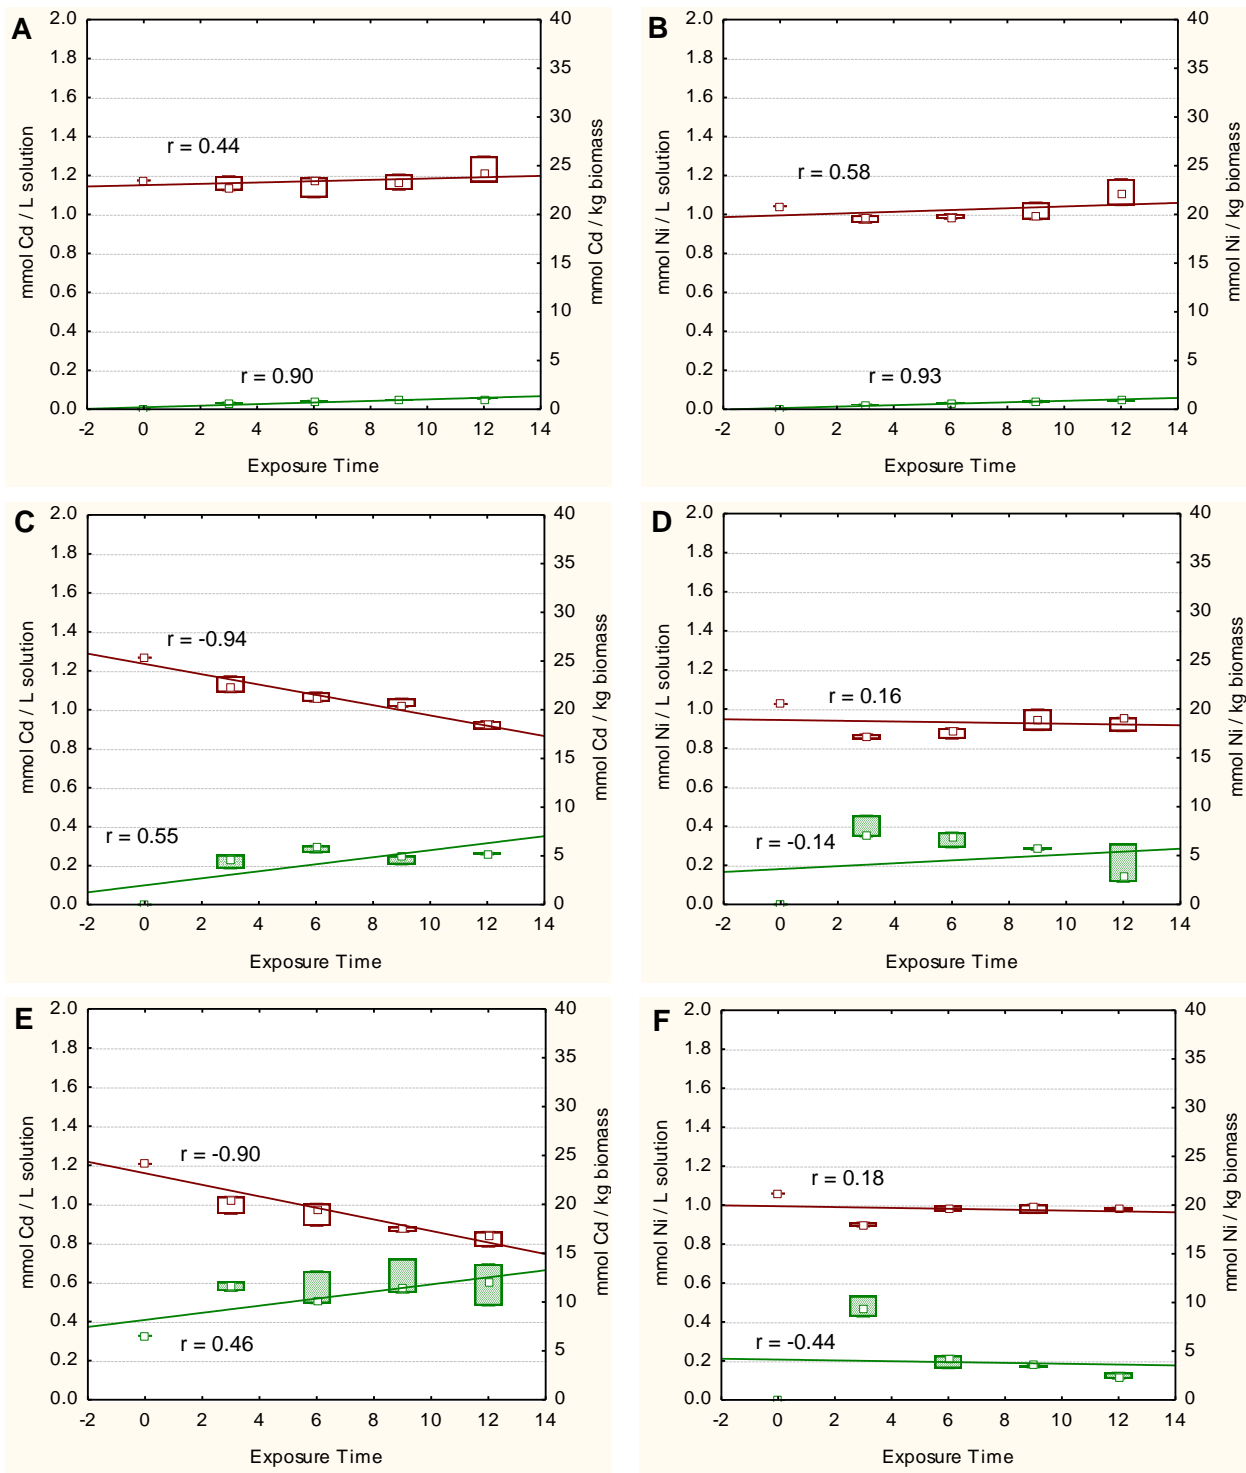 A
2.0
1.8
1.6
1.4
1.2
1.0
0.8
0.6
0.4
0.2
0.0
mmol Cd / L solution
r = 0.44
r = 0.90
40
35
30
25
20
15
10
5
0
mmol Cd / kg biomass
-2 0 2 4 6 8 10 12 14
Exposure Time
B
2.0
1.8
1.6
1.4
1.2
1.0
0.8
0.6
0.4
0.2
0.0
mmol Ni / L solution
r = 0.58
r = 0.93
40
35
30
25
20
15
10
5
0
mmol Ni / kg biomass
-2 0 2 4 6 8 10 12 14
Exposure Time
C
2.0
1.8
1.6
1.4
1.2
1.0
0.8
0.6
0.4
0.2
0.0
mmol Cd / L solution
r = -0.94
r = 0.55
40
35
30
25
20
15
10
5
0
mmol Cd / kg biomass
-2 0 2 4 6 8 10 12 14
Exposure Time
D
2.0
1.8
1.6
1.4
1.2
1.0
0.8
0.6
0.4
0.2
0.0
mmol Ni / L solution
r = 0.16
r = -0.14
40
35
30
25
20
15
10
5
0
mmol Ni / kg biomass
-2 0 2 4 6 8 10 12 14
Exposure Time
E
2.0
1.8
1.6
1.4
1.2
1.0
0.8
0.6
0.4
0.2
0.0
mmol Cd / L solution
r = -0.90
r = 0.46
40
35
30
25
20
15
10
5
0
mmol Cd / kg biomass
-2 0 2 4 6 8 10 12 14
Exposure Time
F
2.0
1.8
1.6
1.4
1.2
1.0
0.8
0.6
0.4
0.2
0.0
mmol Ni / L solution
r = 0.18
r = -0.44
40
35
30
25
20
15
10
5
0
mmol Ni / kg biomass
-2 0 2 4 6 8 10 12 14
Exposure Time